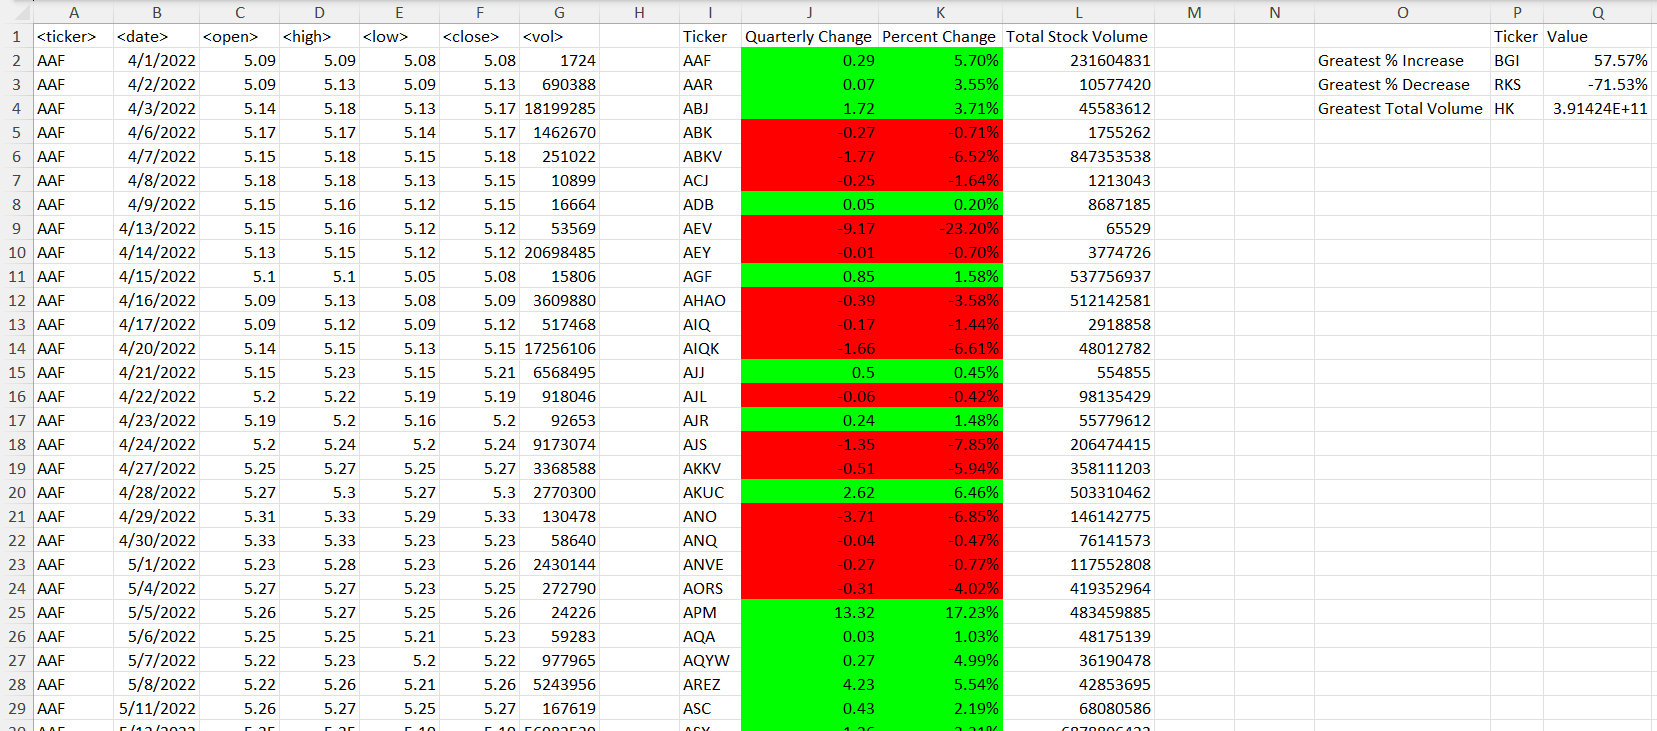 A B C D E F G H I J K L M N O P Q
1 <ticker> <date> <open> <high> <low> <close> <vol> Ticker Quarterly Change Percent Change Total Stock Volume Ticker Value
2 AAF 4/1/2022 5.09 5.09 5.08 5.08 1724 AAF 0.29 5.70% 231604831 Greatest % Increase BGI 57.57%
3 AAF 4/2/2022 5.09 5.13 5.09 5.13 690388 AAR 0.07 3.55% 10577420 Greatest % Decrease RKS -71.53%
4 AAF 4/3/2022 5.14 5.18 5.13 5.17 18199285 ABJ 1.72 3.71% 45583612 Greatest Total Volume HK 3.91424E+11
5 AAF 4/6/2022 5.17 5.17 5.14 5.17 1462670 ABK -0.27 -0.71% 1755262
6 AAF 4/7/2022 5.15 5.18 5.15 5.18 251022 ABKV -1.77 -6.52% 847353538
7 AAF 4/8/2022 5.18 5.18 5.13 5.15 10899 ACJ -0.25 -1.64% 1213043
8 AAF 4/9/2022 5.15 5.16 5.12 5.15 16664 ADB 0.05 0.20% 8687185
9 AAF 4/13/2022 5.15 5.16 5.12 5.12 53569 AEV -9.17 -23.20% 65529
10 AAF 4/14/2022 5.13 5.15 5.12 5.12 20698485 AEY -0.01 -0.70% 3774726
11 AAF 4/15/2022 5.1 5.1 5.05 5.08 15806 AGF 0.85 1.58% 537756937
12 AAF 4/16/2022 5.09 5.13 5.08 5.09 3609880 AHAO -0.39 -3.58% 512142581
13 AAF 4/17/2022 5.09 5.12 5.09 5.12 517468 AIQ -0.17 -1.44% 2918858
14 AAF 4/20/2022 5.14 5.15 5.13 5.15 17256106 AIQK -1.66 -6.61% 48012782
15 AAF 4/21/2022 5.15 5.23 5.15 5.21 6568495 AJJ 0.5 0.45% 554855
16 AAF 4/22/2022 5.2 5.22 5.19 5.19 918046 AJL -0.06 -0.42% 98135429
17 AAF 4/23/2022 5.19 5.2 5.16 5.2 92653 AJR 0.24 1.48% 55779612
18 AAF 4/24/2022 5.2 5.24 5.2 5.24 9173074 AJS -1.35 -7.85% 206474415
19 AAF 4/27/2022 5.25 5.27 5.25 5.27 3368588 AKKV -0.51 -5.94% 358111203
20 AAF 4/28/2022 5.27 5.3 5.27 5.3 2770300 AKUC 2.62 6.46% 503310462
21 AAF 4/29/2022 5.31 5.33 5.29 5.33 130478 ANO -3.71 -6.85% 146142775
22 AAF 4/30/2022 5.33 5.33 5.23 5.23 58640 ANQ -0.04 -0.47% 76141573
23 AAF 5/1/2022 5.23 5.28 5.23 5.26 2430144 ANVE -0.27 -0.77% 117552808
24 AAF 5/4/2022 5.27 5.27 5.23 5.25 272790 AORS -0.31 -4.02% 419352964
25 AAF 5/5/2022 5.26 5.27 5.25 5.26 24226 APM 13.32 17.23% 483459885
26 AAF 5/6/2022 5.25 5.25 5.21 5.23 59283 AQA 0.03 1.03% 48175139
27 AAF 5/7/2022 5.22 5.23 5.2 5.22 977965 AQYW 0.27 4.99% 36190478
28 AAF 5/8/2022 5.22 5.26 5.21 5.26 5243956 AREZ 4.23 5.54% 42853695
29 AAF 5/11/2022 5.26 5.27 5.25 5.27 167619 ASC 0.43 2.19% 68080586